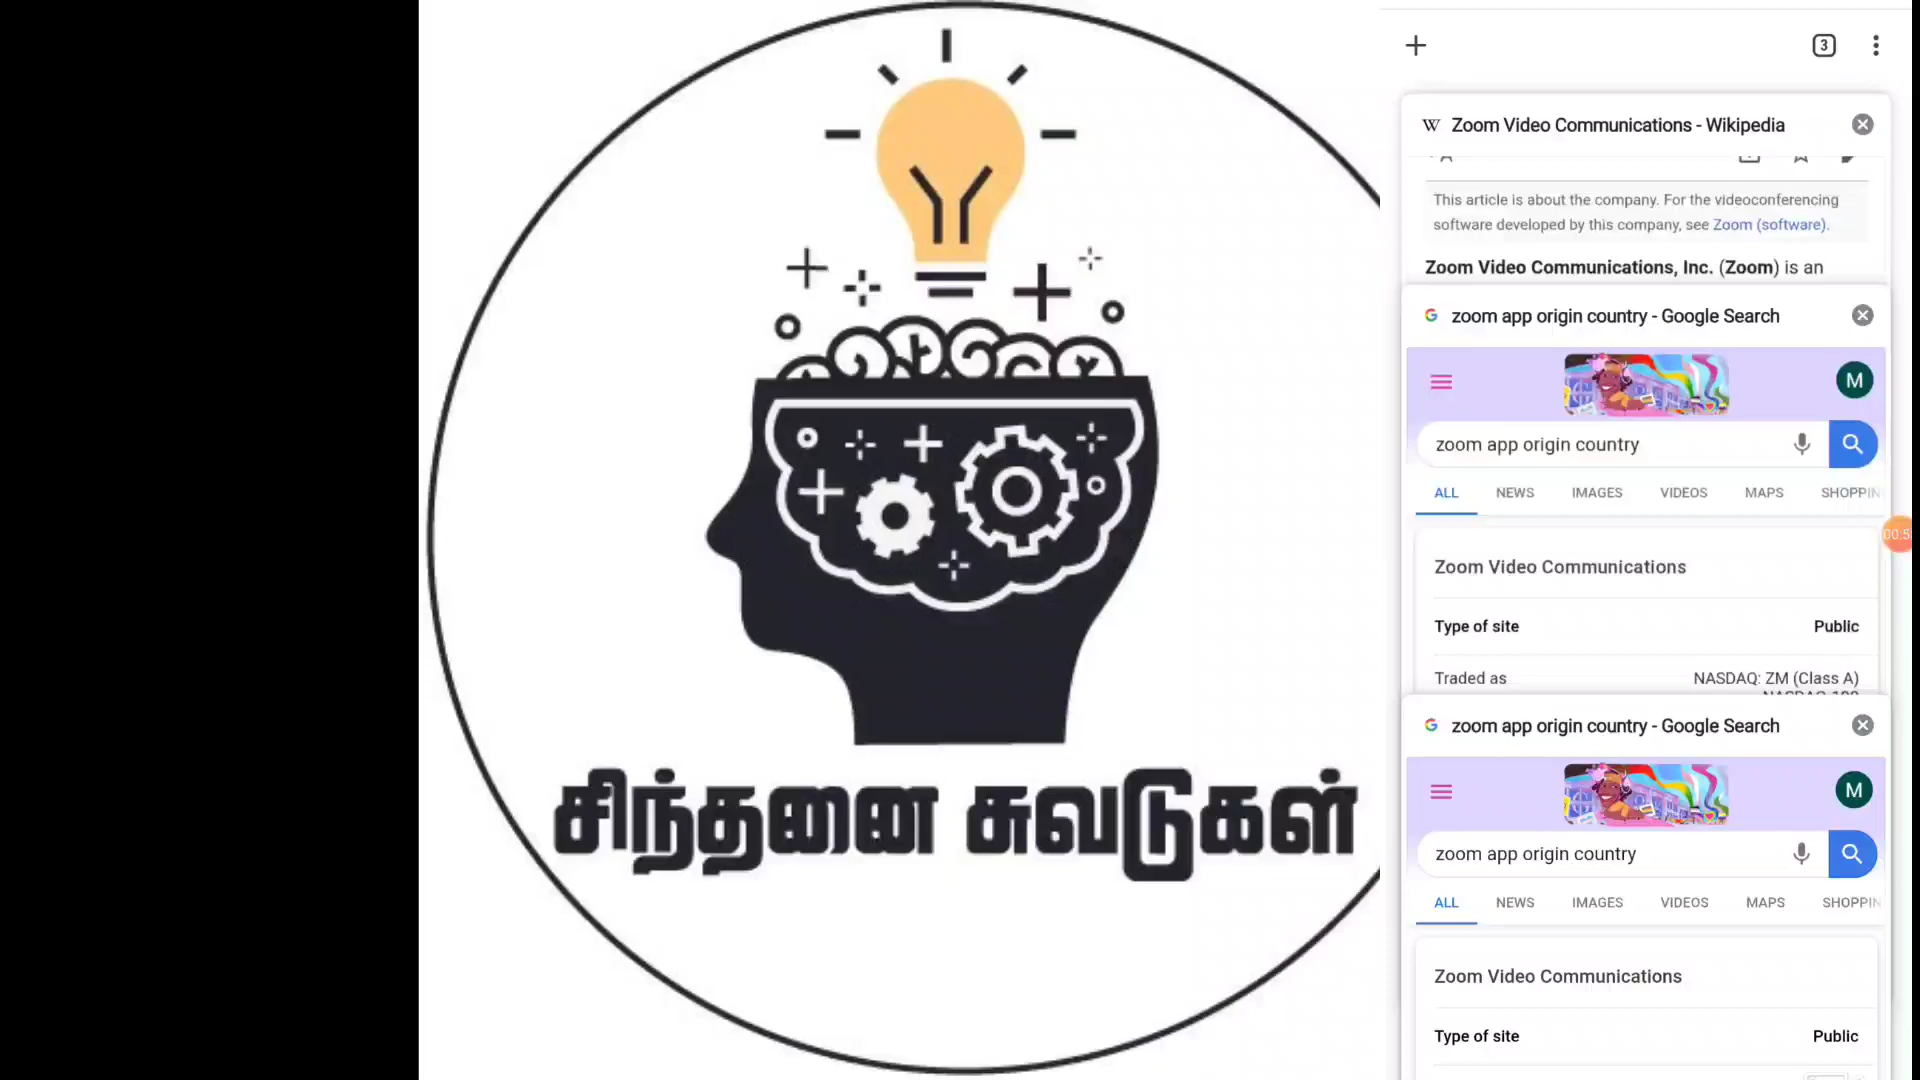 சிந்தனை சுவடுகள்
3
Zoom Video Communications - Wikipedia
This article is about the company. For the videoconferencing
software developed by this company, see Zoom (software).
Zoom Video Communications, Inc. (Zoom) is an
zoom app origin country - Google Search
M
zoom app origin country
ALL NEWS IMAGES VIDEOS MAPS SHOPPIN
00:5
Zoom Video Communications
Type of site Public
Traded as NASDAQ: ZM (Class A)
zoom app origin country - Google Search
M
zoom app origin country
ALL NEWS IMAGES VIDEOS MAPS SHOPPIN
Zoom Video Communications
Type of site Public